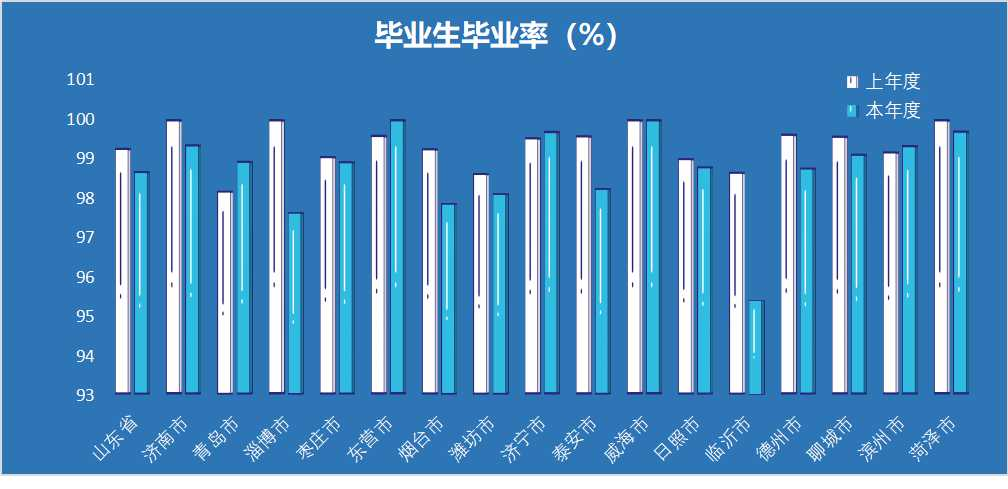 毕业生毕业率（%）
101
100
99
98
97
96
95
94
93
上年度
本年度
山东省
济南市
青岛市
淄博市
枣庄市
东营市
烟台市
潍坊市
济宁市
泰安市
威海市
日照市
临沂市
德州市
聊城市
滨州市
菏泽市